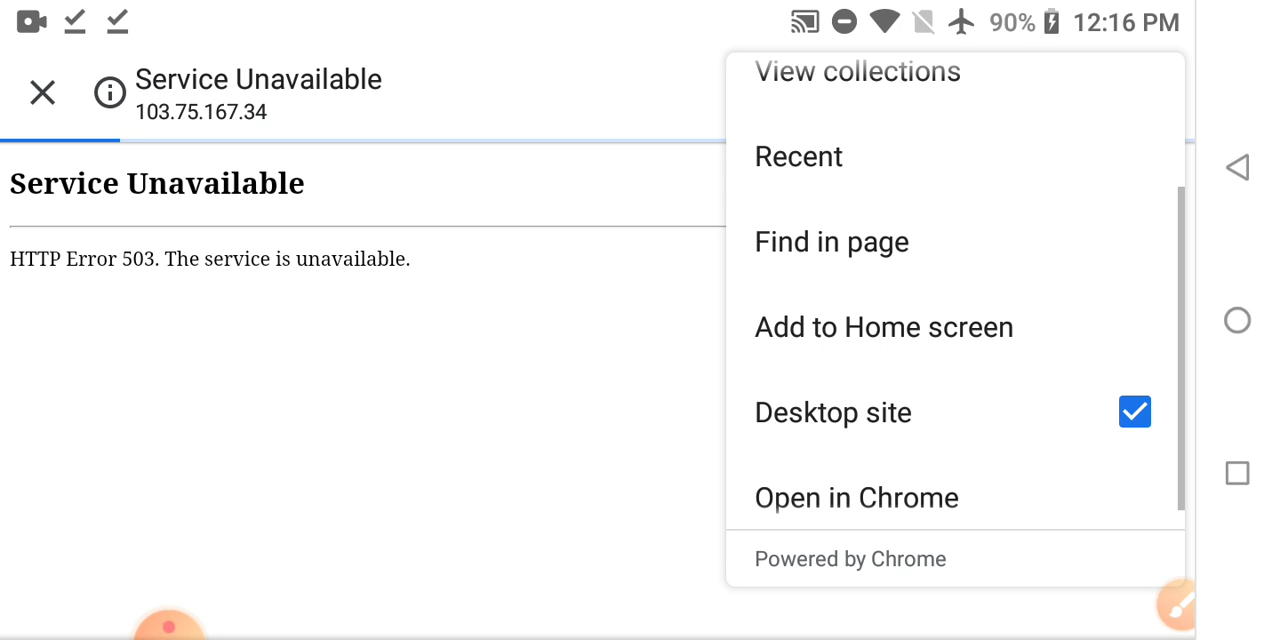 90% 12:16 PM
Service Unavailable
103.75.167.34
Service Unavailable
HTTP Error 503. The service is unavailable.
View collections
Recent
Find in page
Add to Home screen
Desktop site
Open in Chrome
Powered by Chrome